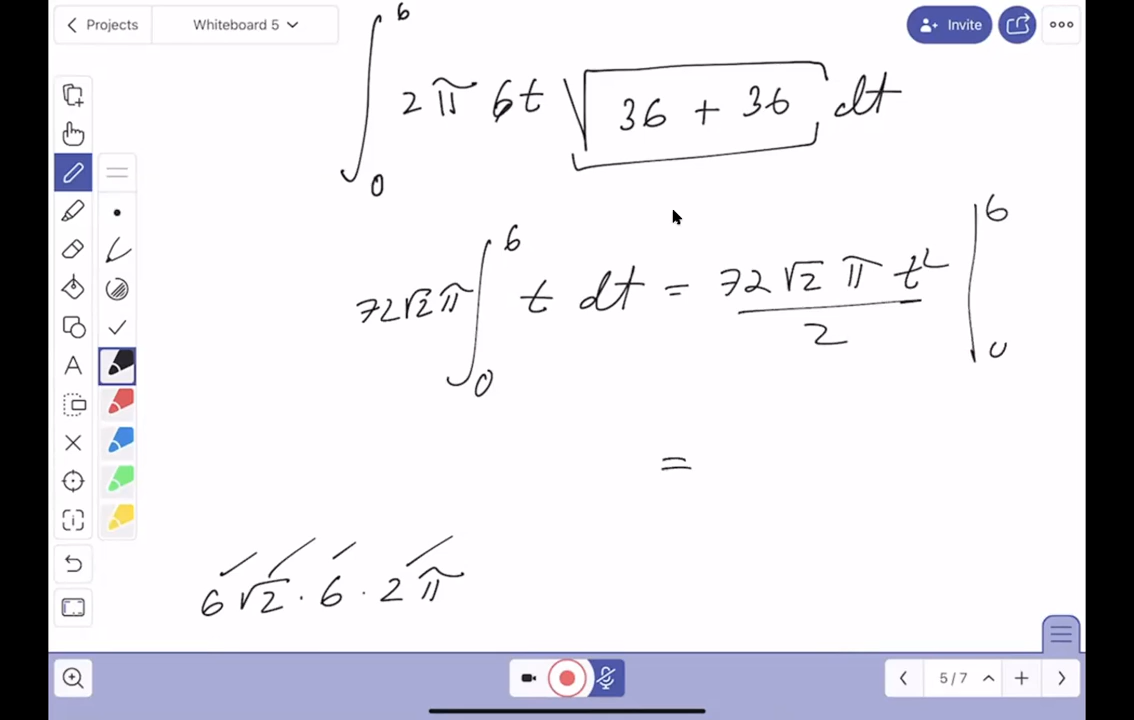 Projects
Whiteboard 5
Invite
∫₀⁶ 2π 6t √(36 + 36) dt
72√2π ∫₀⁶ t dt = 72√2 π t² / 2 |₀⁶
=
6√2 · 6 · 2π
A
5/7